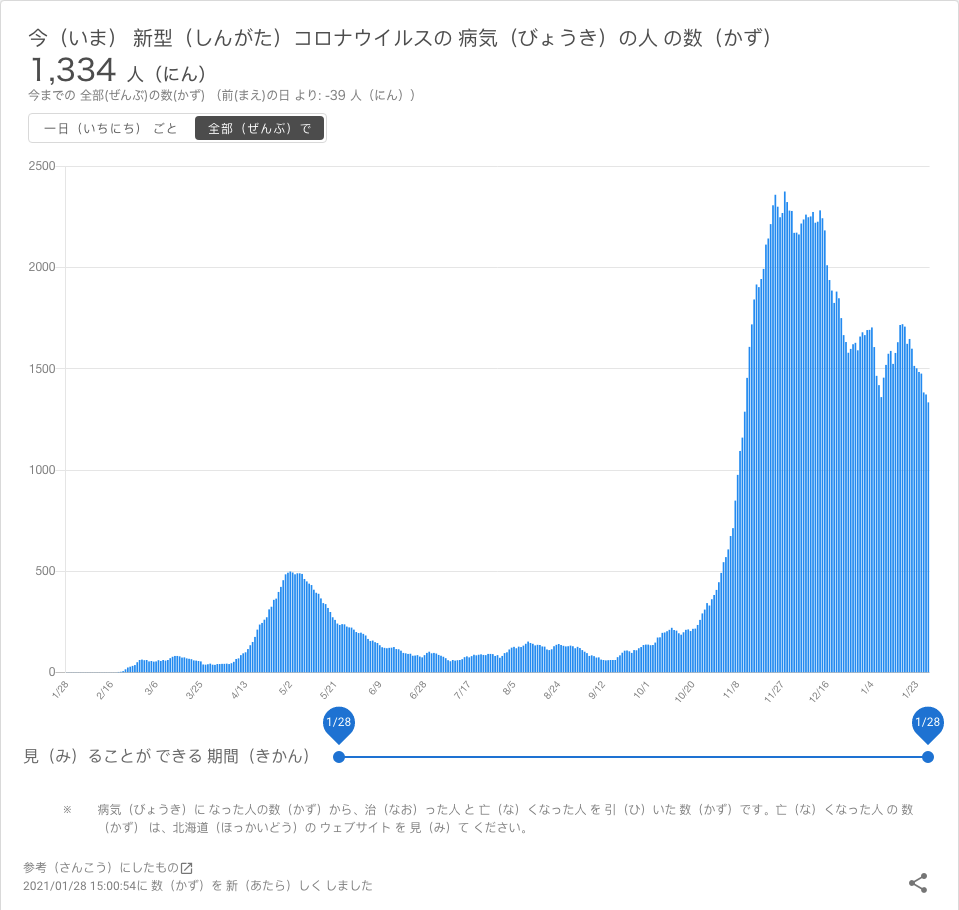 今（いま） 新型（しんがた）コロナウイルスの 病気（びょうき）の人 の数（かず）
1,334 人（にん）
今までの 全部(ぜんぶ)の数(かず) （前(まえ)の日 より: -39 人（にん））
一日（いちにち） ごと 全部（ぜんぶ）で
2500
2000
1500
1000
500
0
1/28 2/16 3/6 3/25 4/13 5/2 5/21 6/9 6/28 7/17 8/5 8/24 9/12 10/1 10/20 11/8 11/27 12/16 1/4 1/23
1/28 1/28
見（み）ることが できる 期間（きかん）
※ 病気（びょうき）に なった人の数（かず）から、治（なお）った人 と 亡（な）くなった人 を 引（ひ）いた 数（かず）です。亡（な）くなった人 の 数
（かず） は、北海道（ほっかいどう）の ウェブサイト を 見（み）て ください。
参考（さんこう）にしたもの
2021/01/28 15:00:54に 数（かず）を 新（あたら）しく しました